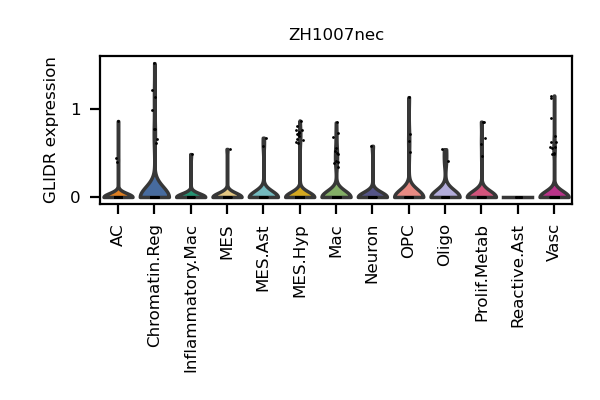 ZH1007nec
GLIDR expression
1
0
AC
Chromatin.Reg
Inflammatory.Mac
MES
MES.Ast
MES.Hyp
Mac
Neuron
OPC
Oligo
Prolif.Metab
Reactive.Ast
Vasc